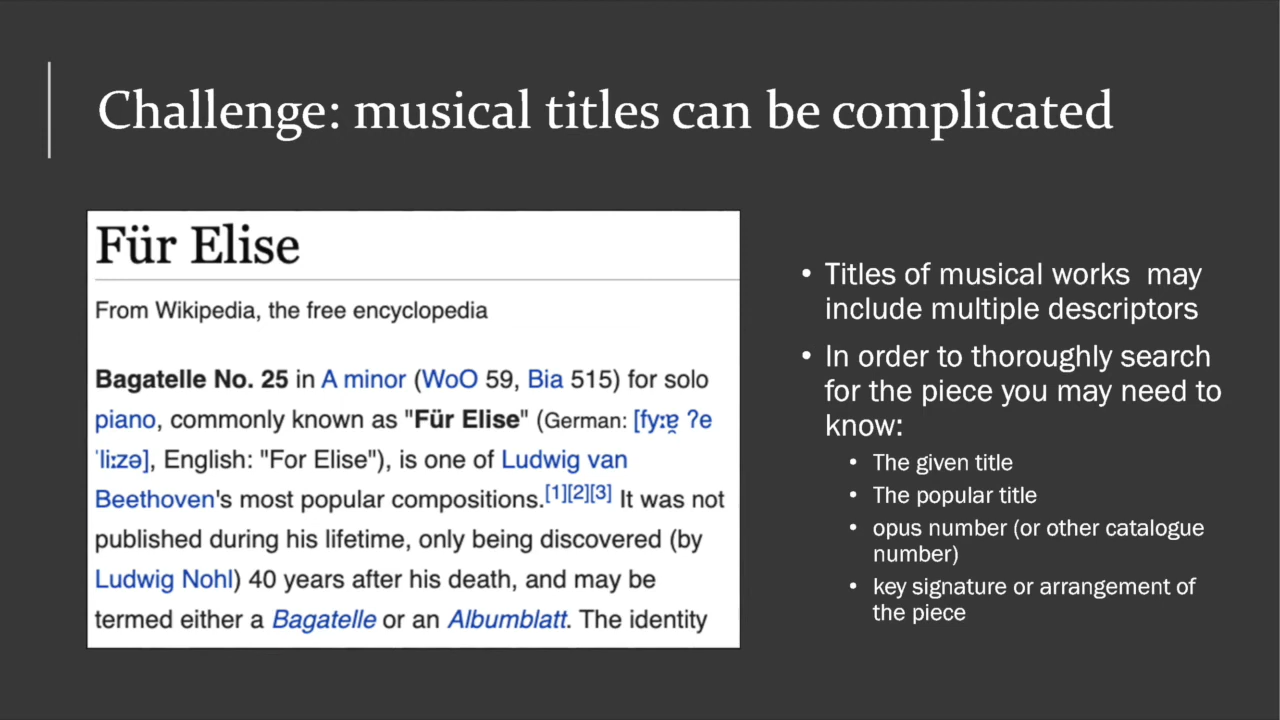 Challenge: musical titles can be complicated
Für Elise
From Wikipedia, the free encyclopedia
Bagatelle No. 25 in A minor (WoO 59, Bia 515) for solo
piano, commonly known as "Für Elise" (German: [fyːɐ̯ ʔe
ˈliːzə], English: "For Elise"), is one of Ludwig van
Beethoven's most popular compositions.[1][2][3] It was not
published during his lifetime, only being discovered (by
Ludwig Nohl) 40 years after his death, and may be
termed either a Bagatelle or an Albumblatt. The identity
• Titles of musical works may
include multiple descriptors
• In order to thoroughly search
for the piece you may need to
know:
• The given title
• The popular title
• opus number (or other catalogue
number)
• key signature or arrangement of
the piece